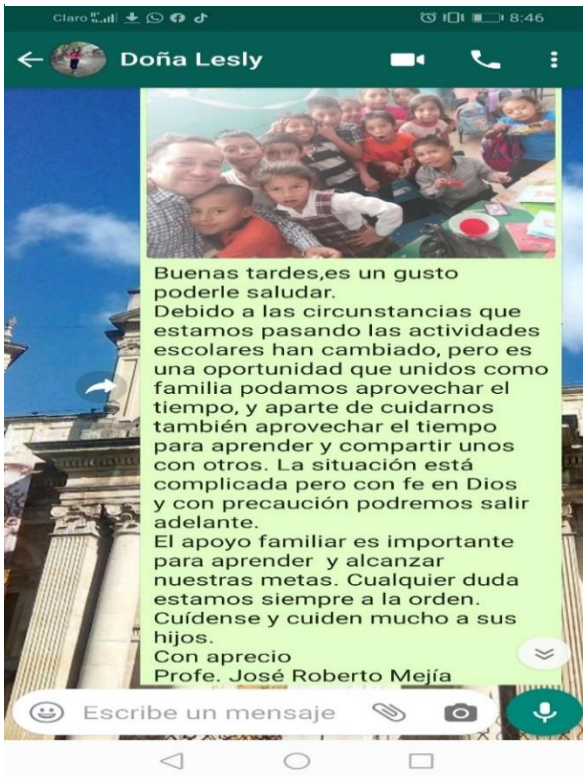 Claro
8:46
Doña Lesly
Buenas tardes,es un gusto
poderle saludar.
Debido a las circunstancias que
estamos pasando las actividades
escolares han cambiado, pero es
una oportunidad que unidos como
familia podamos aprovechar el
tiempo, y aparte de cuidarnos
también aprovechar el tiempo
para aprender y compartir unos
con otros. La situación está
complicada pero con fe en Dios
y con precaución podremos salir
adelante.
El apoyo familiar es importante
para aprender y alcanzar
nuestras metas. Cualquier duda
estamos siempre a la orden.
Cuídense y cuiden mucho a sus
hijos.
Con aprecio
Profe. José Roberto Mejía
Escribe un mensaje